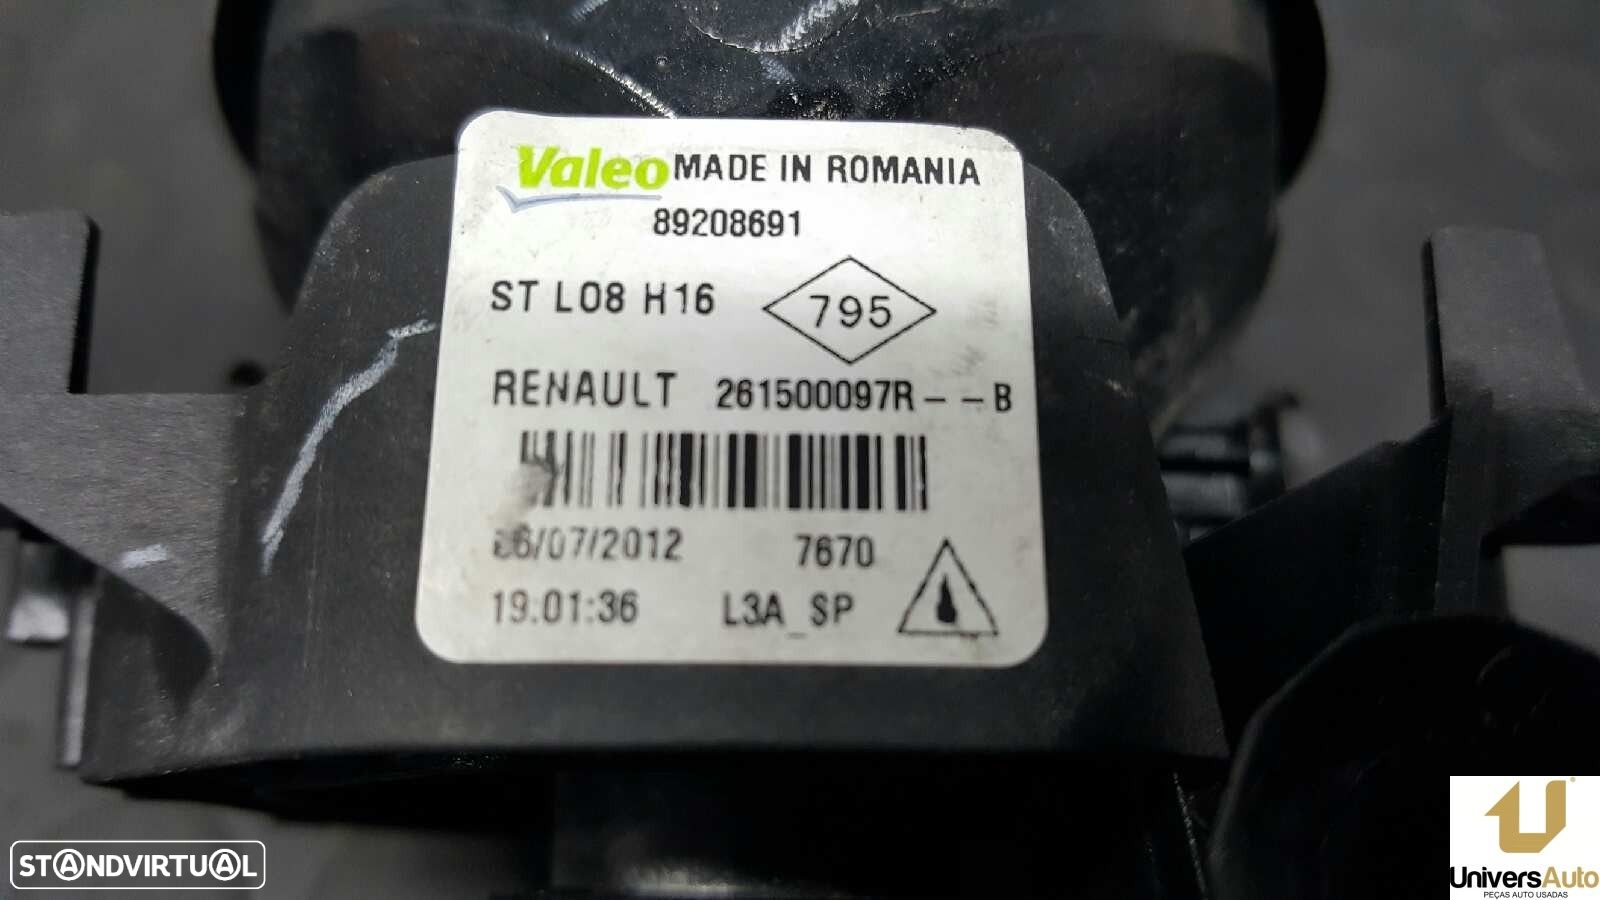 Valeo MADE IN ROMANIA
89208691
ST L08 H16 795
RENAULT 261500097R--B
/07/2012 7670
19:01:36 L3A_SP
STANDVIRTUAL
UniversAuto
PEÇAS AUTO USADAS